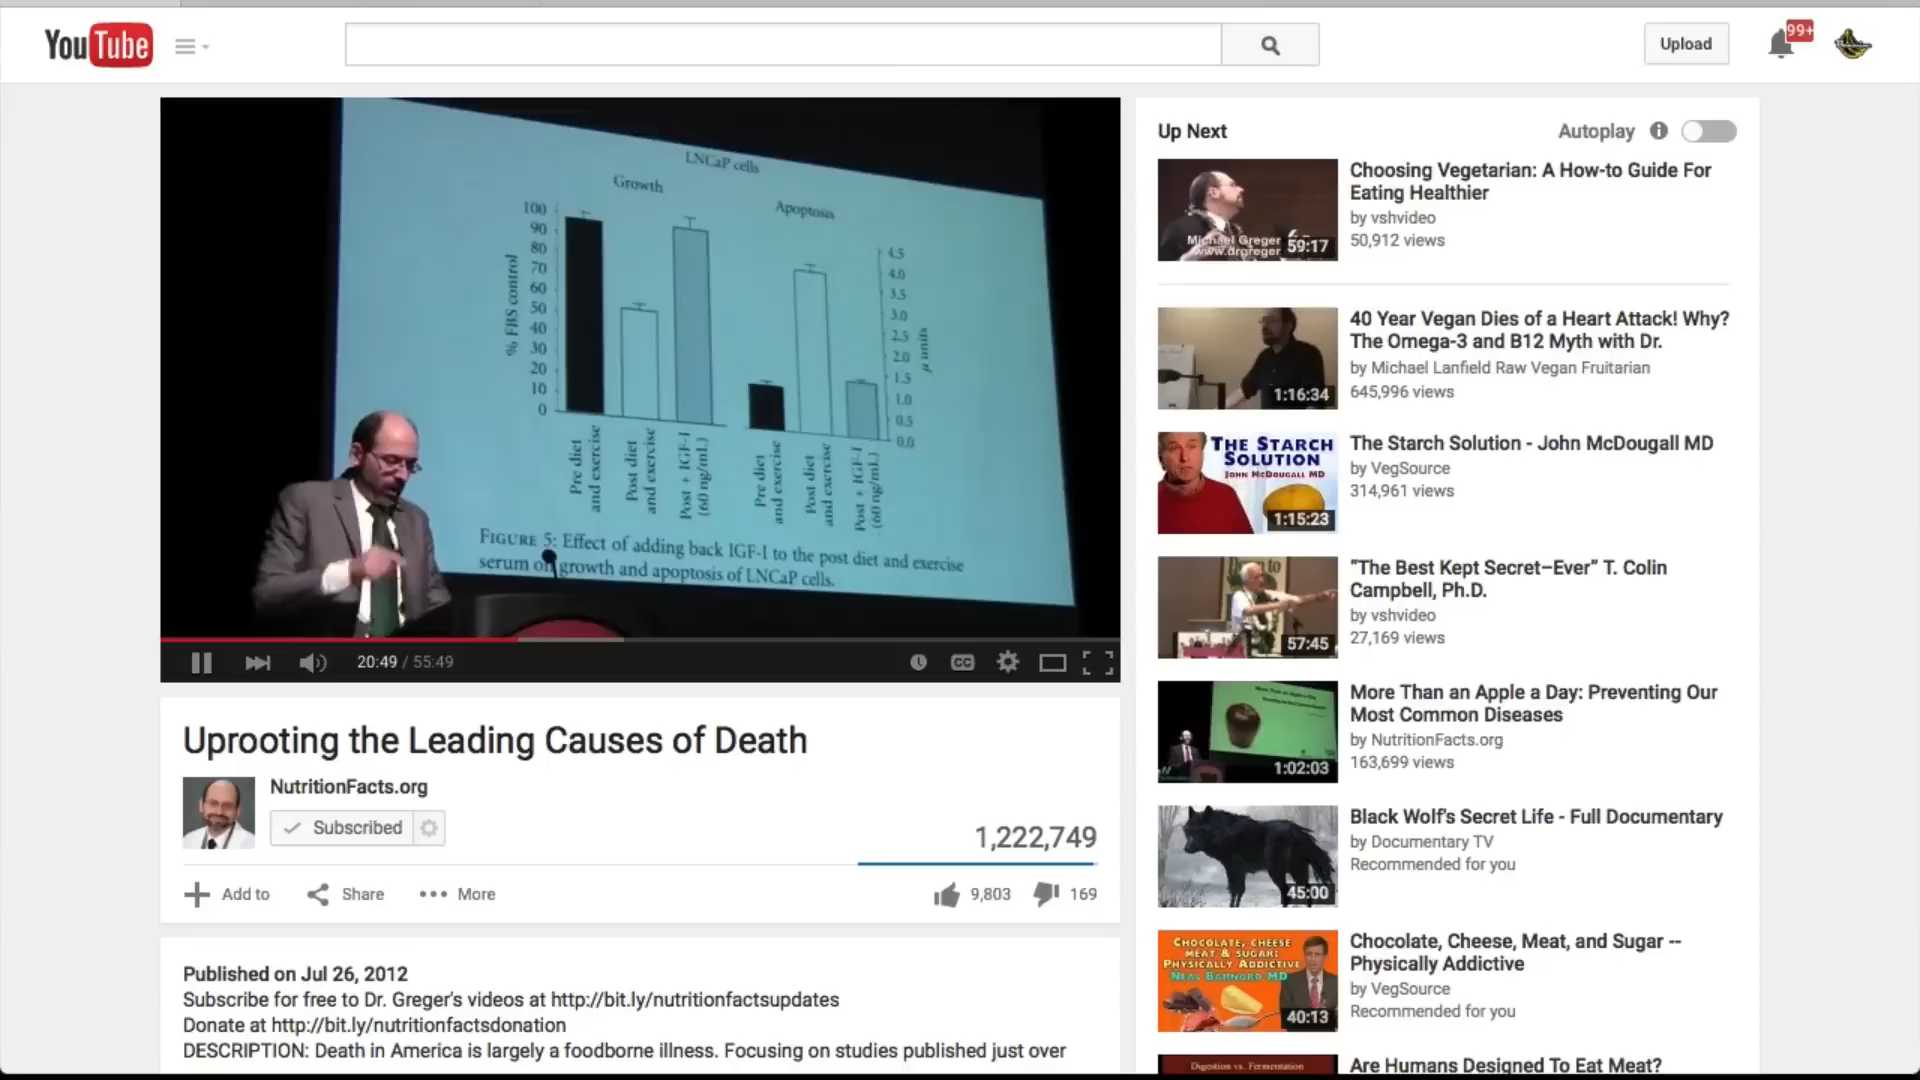 YouTube
Upload
99+
LNCaP cells
Growth
Apoptosis
100
90
80
70
60
50
40
30
20
10
0
% FBS control
4.5
4.0
3.5
3.0
2.5
2.0
1.5
1.0
0.5
0.0
μ units
Pre diet
and exercise
Post diet
and exercise
Post + IGF-I
(60 ng/mL)
Pre diet
and exercise
Post diet
and exercise
Post + IGF-I
(60 ng/mL)
FIGURE 5: Effect of adding back IGF-I to the post diet and exercise
serum on growth and apoptosis of LNCaP cells.
20:49 / 55:49
CC
Uprooting the Leading Causes of Death
NutritionFacts.org
Subscribed
1,222,749
Add to
Share
More
9,803
169
Published on Jul 26, 2012
Subscribe for free to Dr. Greger's videos at http://bit.ly/nutritionfactsupdates
Donate at http://bit.ly/nutritionfactsdonation
DESCRIPTION: Death in America is largely a foodborne illness. Focusing on studies published just over
Up Next
Autoplay
Michael Greger
www.drgreger
59:17
Choosing Vegetarian: A How-to Guide For
Eating Healthier
by vshvideo
50,912 views
1:16:34
40 Year Vegan Dies of a Heart Attack! Why?
The Omega-3 and B12 Myth with Dr.
by Michael Lanfield Raw Vegan Fruitarian
645,996 views
THE STARCH
SOLUTION
JOHN MCDOUGALL MD
1:15:23
The Starch Solution - John McDougall MD
by VegSource
314,961 views
57:45
"The Best Kept Secret–Ever" T. Colin
Campbell, Ph.D.
by vshvideo
27,169 views
More Than an Apple a Day
1:02:03
More Than an Apple a Day: Preventing Our
Most Common Diseases
by NutritionFacts.org
163,699 views
45:00
Black Wolf's Secret Life - Full Documentary
by Documentary TV
Recommended for you
CHOCOLATE, CHEESE
MEAT & SUGAR:
PHYSICALLY ADDICTIVE
NEAL BARNARD MD
40:13
Chocolate, Cheese, Meat, and Sugar --
Physically Addictive
by VegSource
Recommended for you
Digestion vs. Fermentation
Are Humans Designed To Eat Meat?